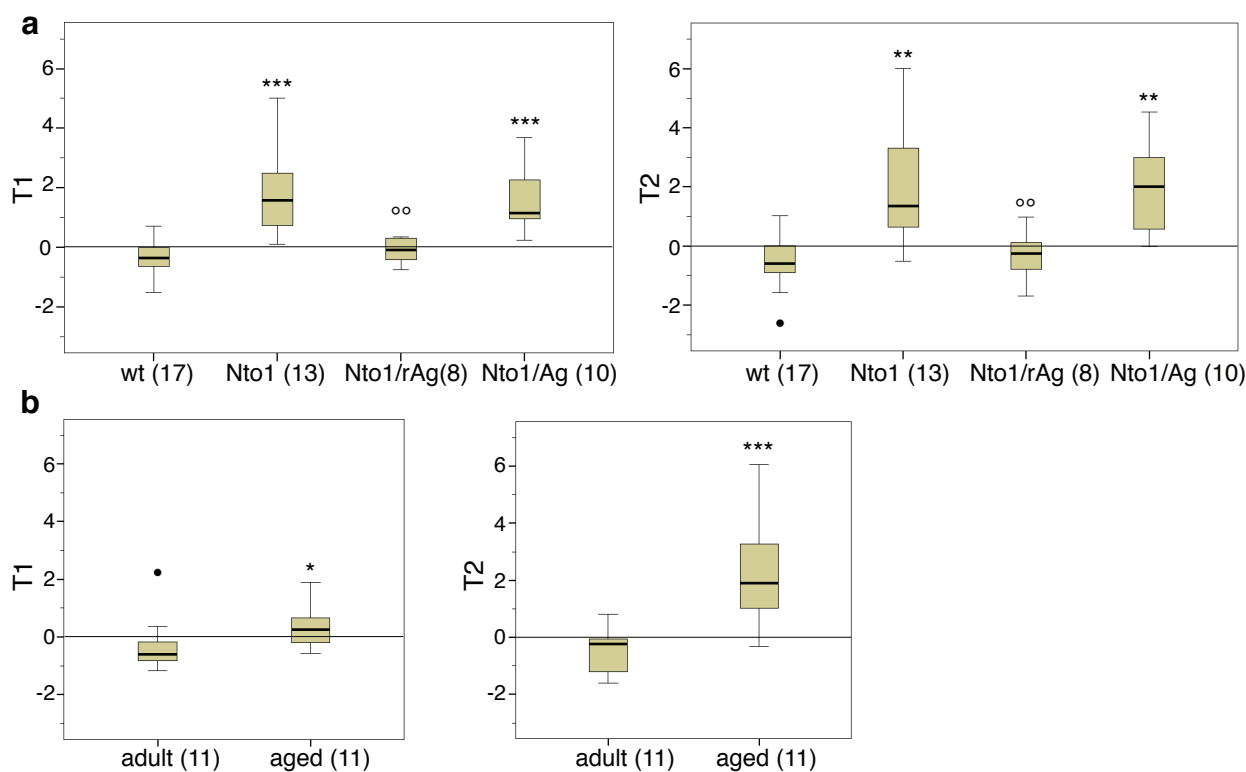 a
T1
6
4
2
0
-2
***
oo
***
wt (17) Nto1 (13) Nto1/rAg(8) Nto1/Ag (10)
T2
6
4
2
0
-2
**
oo
**
wt (17) Nto1 (13) Nto1/rAg (8) Nto1/Ag (10)
b
T1
6
4
2
0
-2
*
adult (11) aged (11)
T2
6
4
2
0
-2
***
adult (11) aged (11)